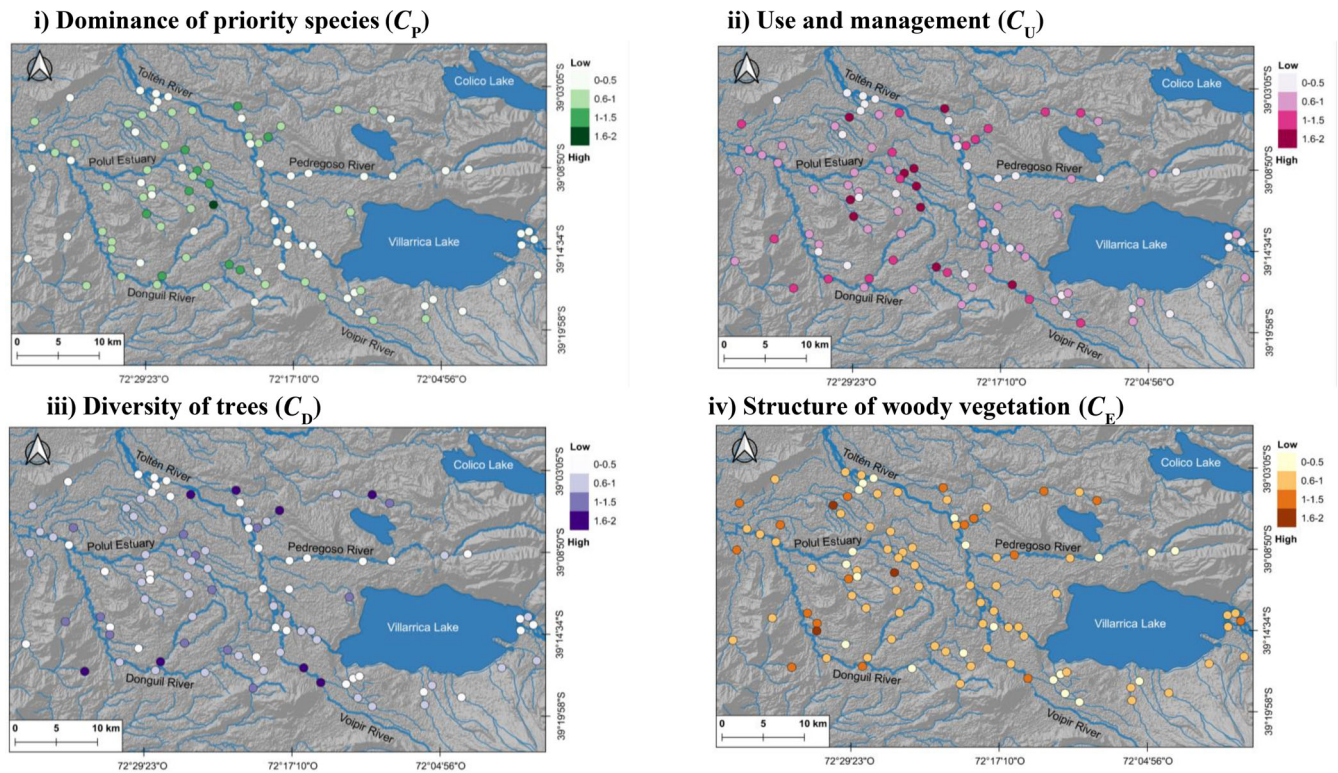 i) Dominance of priority species (CP)
Toltén River
Colico Lake
Polul Estuary
Pedregoso River
Villarrica Lake
Donguil River
Voipir River
0 5 10 km
Low
0-0.5
0.6-1
1-1.5
1.6-2
High
39°03'05"S
39°08'50"S
39°14'34"S
39°19'58"S
72°29'23"O 72°17'10"O 72°04'56"O
ii) Use and management (CU)
Toltén River
Colico Lake
Polul Estuary
Pedregoso River
Villarrica Lake
Donguil River
Voipir River
0 5 10 km
Low
0-0.5
0.6-1
1-1.5
1.6-2
High
39°03'05"S
39°08'50"S
39°14'34"S
39°19'58"S
72°29'23"O 72°17'10"O 72°04'56"O
iii) Diversity of trees (CD)
Toltén River
Colico Lake
Polul Estuary
Pedregoso River
Villarrica Lake
Donguil River
Voipir River
0 5 10 km
Low
0-0.5
0.6-1
1-1.5
1.6-2
High
39°03'05"S
39°08'50"S
39°14'34"S
39°19'58"S
72°29'23"O 72°17'10"O 72°04'56"O
iv) Structure of woody vegetation (CE)
Toltén River
Colico Lake
Polul Estuary
Pedregoso River
Villarrica Lake
Donguil River
Voipir River
0 5 10 km
Low
0-0.5
0.6-1
1-1.5
1.6-2
High
39°03'05"S
39°08'50"S
39°14'34"S
39°19'58"S
72°29'23"O 72°17'10"O 72°04'56"O